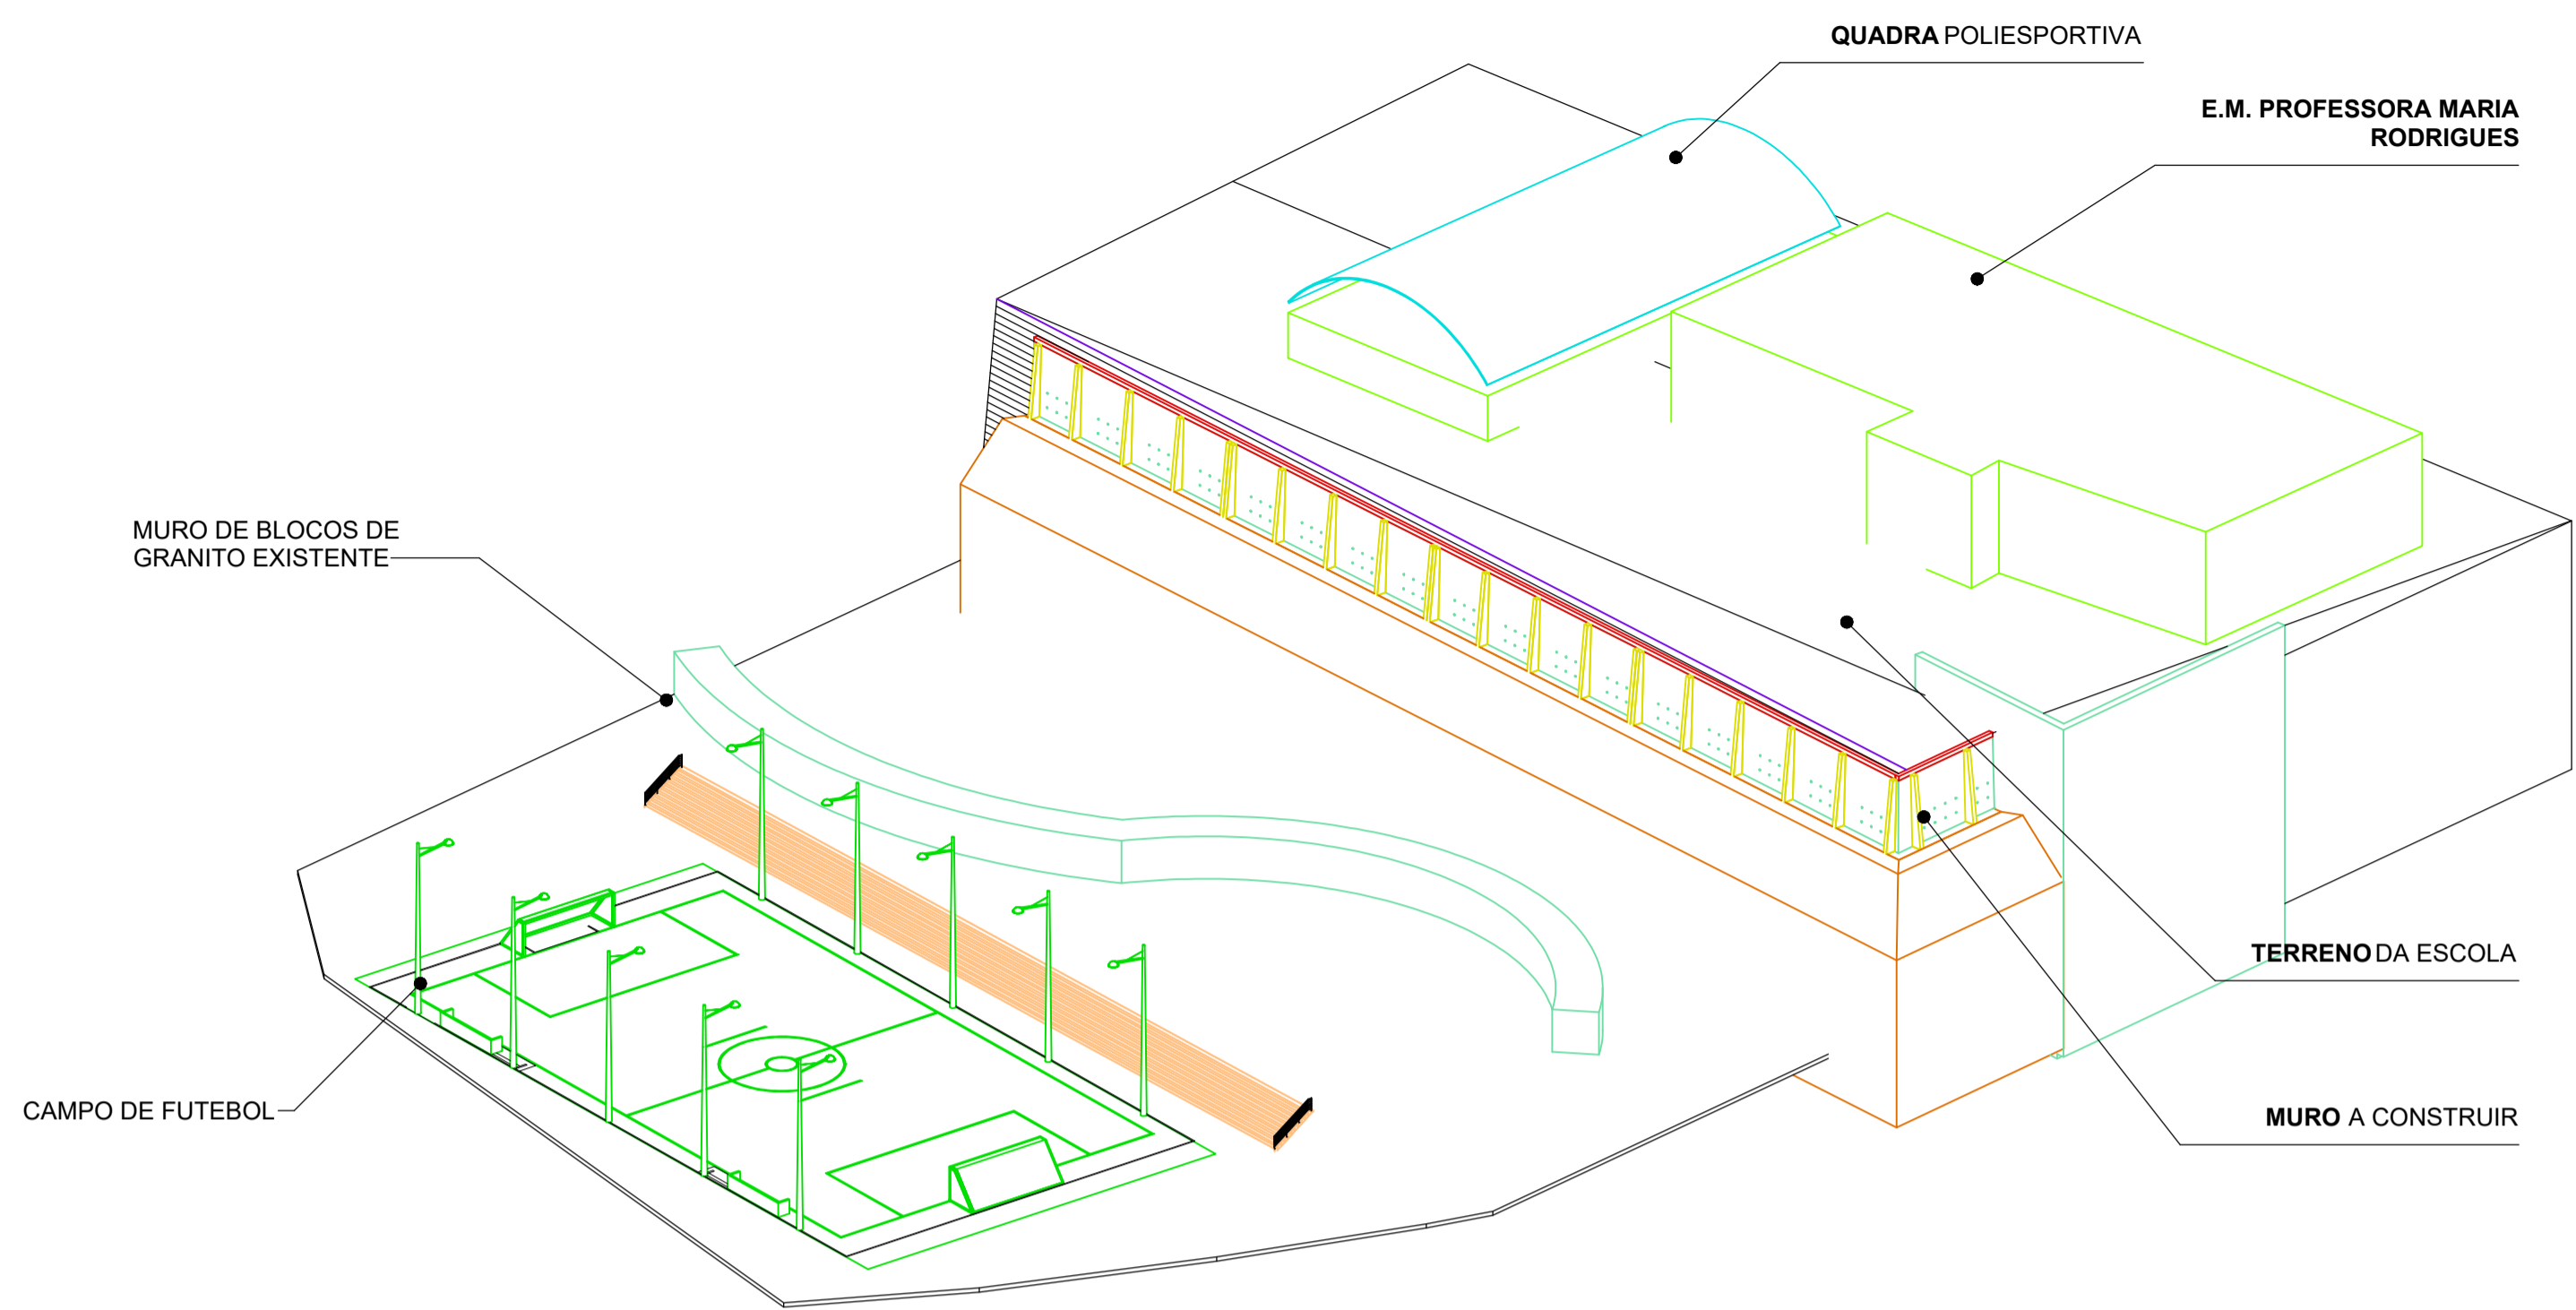 QUADRA POLIESPORTIVA
E.M. PROFESSORA MARIA
RODRIGUES
MURO DE BLOCOS DE
GRANITO EXISTENTE
TERRENO DA ESCOLA
CAMPO DE FUTEBOL
MURO A CONSTRUIR